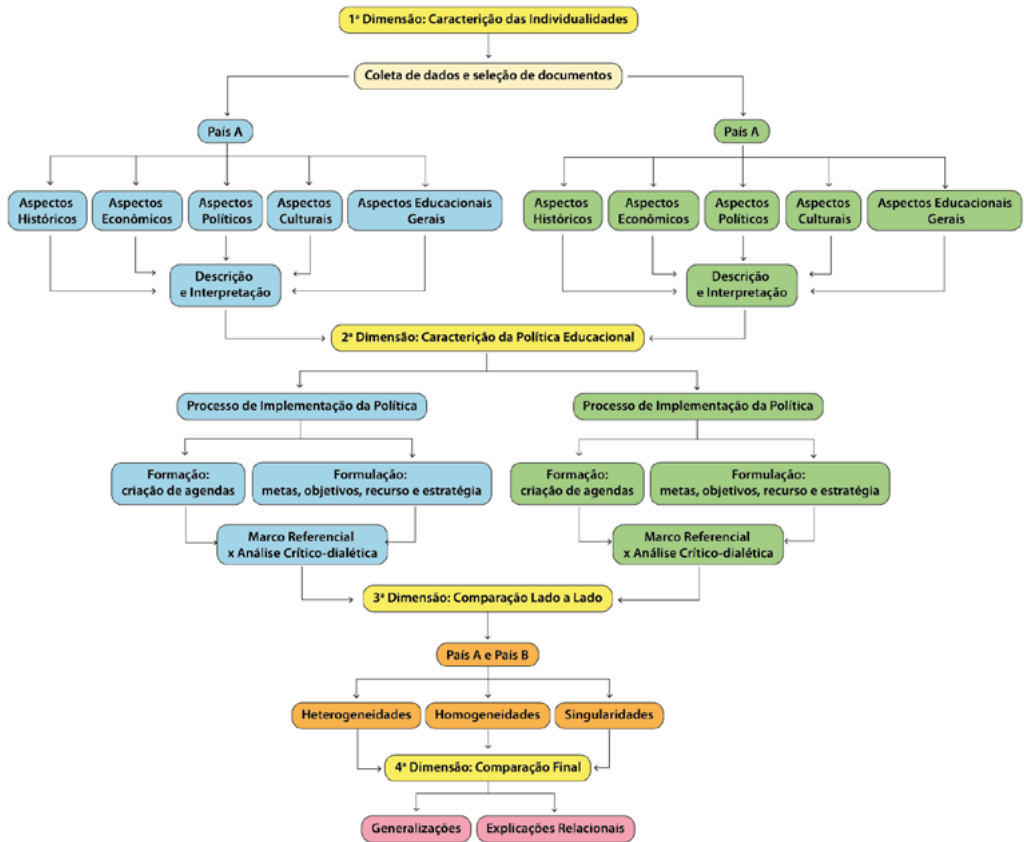 1ª Dimensão: Caracterição das Individualidades
Coleta de dados e seleção de documentos
País A
País A
Aspectos
Históricos
Aspectos
Econômicos
Aspectos
Políticos
Aspectos
Culturais
Aspectos Educacionais
Gerais
Aspectos
Históricos
Aspectos
Econômicos
Aspectos
Políticos
Aspectos
Culturais
Aspectos Educacionais
Gerais
Descrição
e Interpretação
Descrição
e Interpretação
2ª Dimensão: Caracterição da Política Educacional
Processo de Implementação da Política
Processo de Implementação da Política
Formação:
criação de agendas
Formulação:
metas, objetivos, recurso e estratégia
Formação:
criação de agendas
Formulação:
metas, objetivos, recurso e estratégia
Marco Referencial
x Análise Crítico-dialética
Marco Referencial
x Análise Crítico-dialética
3ª Dimensão: Comparação Lado a Lado
País A e País B
Heterogeneidades
Homogeneidades
Singularidades
4ª Dimensão: Comparação Final
Generalizações
Explicações Relacionais